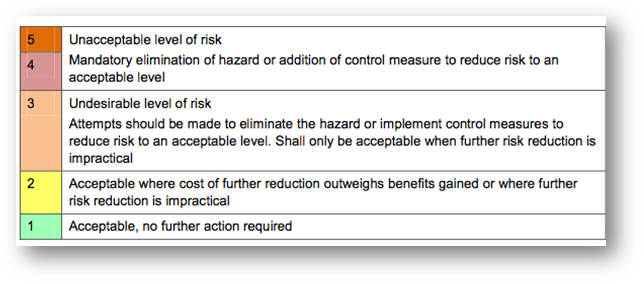 5 Unacceptable level of risk
4 Mandatory elimination of hazard or addition of control measure to reduce risk to an
acceptable level
3 Undesirable level of risk
Attempts should be made to eliminate the hazard or implement control measures to
reduce risk to an acceptable level. Shall only be acceptable when further risk reduction is
impractical
2 Acceptable where cost of further reduction outweighs benefits gained or where further
risk reduction is impractical
1 Acceptable, no further action required